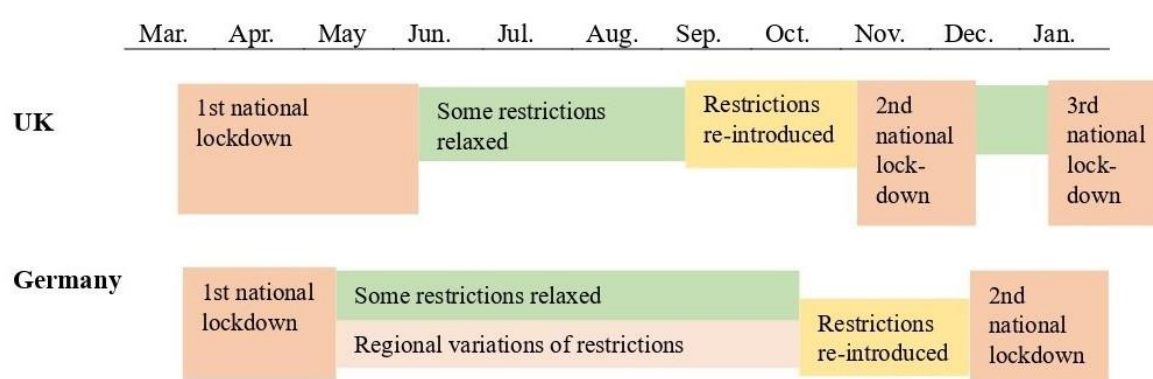 Mar. Apr. May Jun. Jul. Aug. Sep. Oct. Nov. Dec. Jan.
UK
1st national
lockdown
Some restrictions
relaxed
Restrictions
re-introduced
2nd
national
lock-
down
3rd
national
lock-
down
Germany
1st national
lockdown
Some restrictions relaxed
Regional variations of restrictions
Restrictions
re-introduced
2nd
national
lockdown